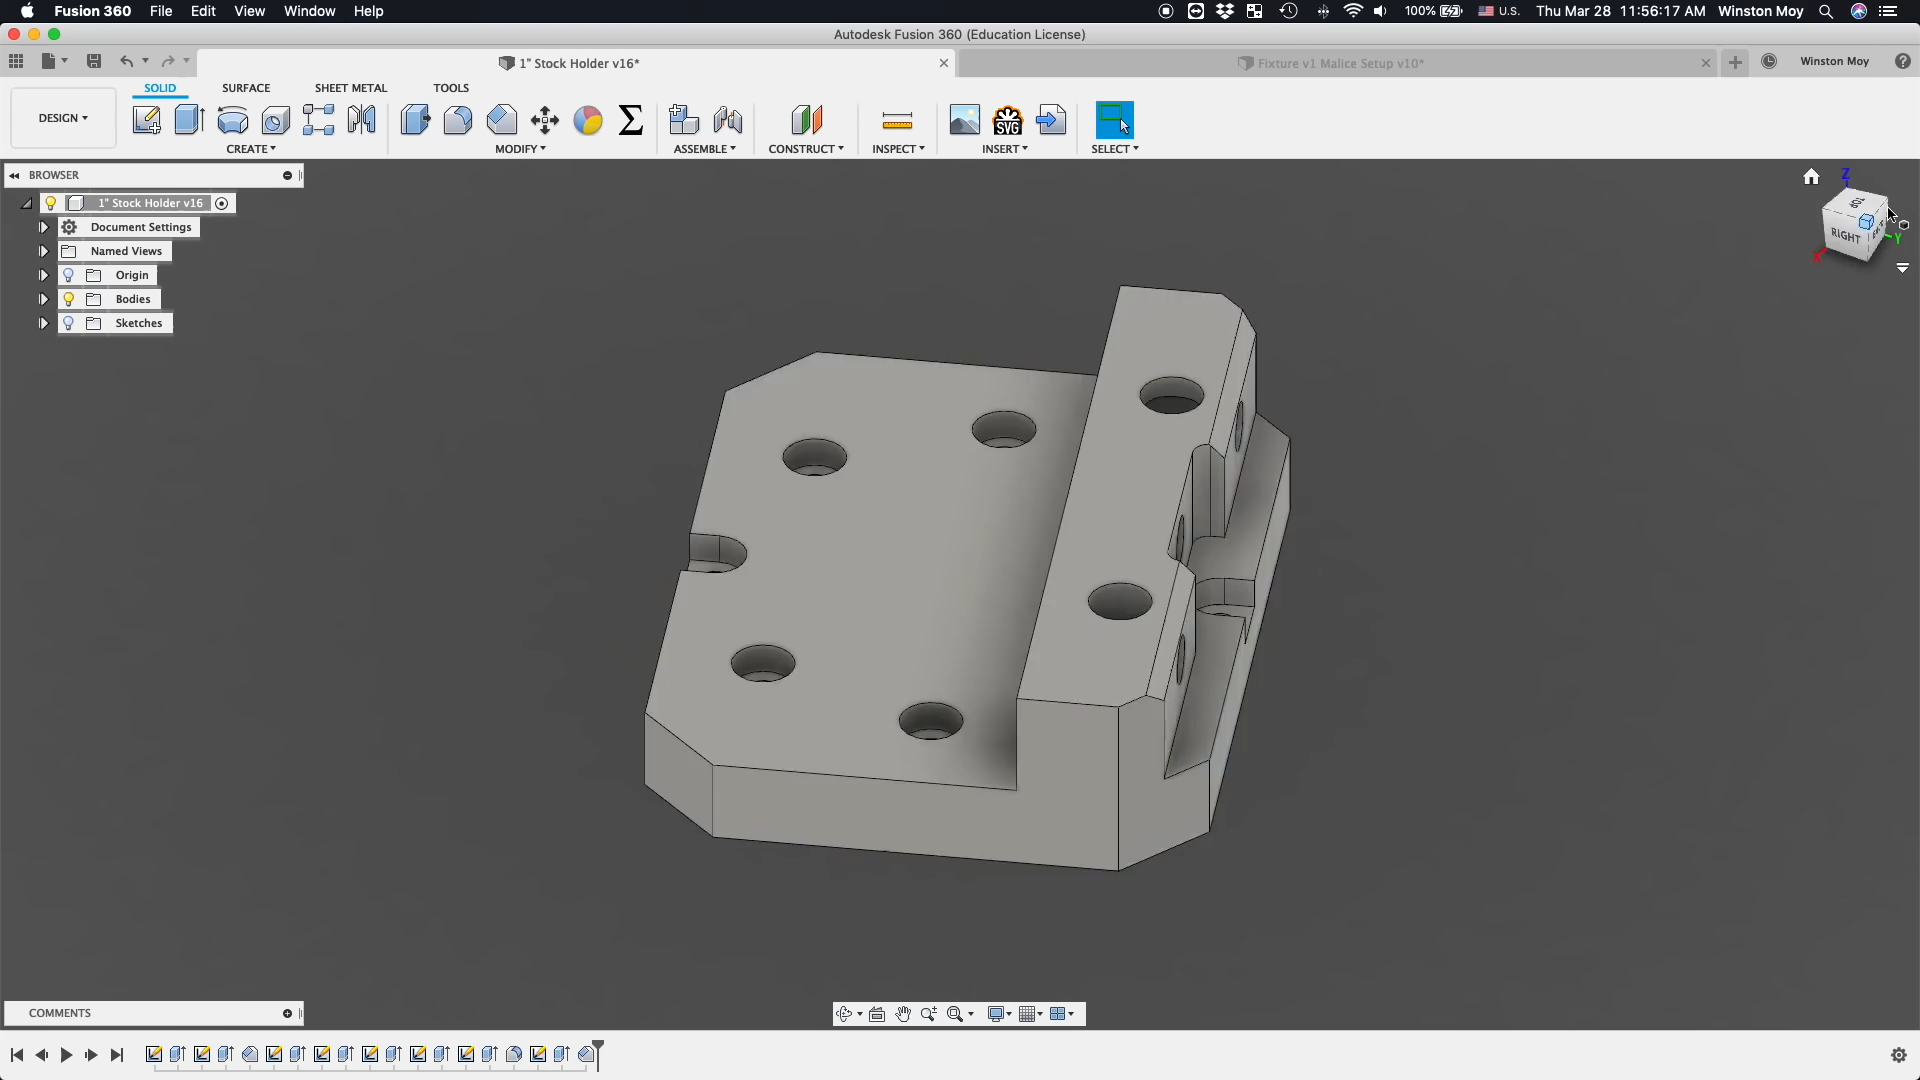 Fusion 360 File Edit View Window Help 100% U.S. Thu Mar 28 11:56:17 AM Winston Moy
Autodesk Fusion 360 (Education License)
1" Stock Holder v16* Fixture v1 Malice Setup v10* Winston Moy
SOLID SURFACE SHEET METAL TOOLS
DESIGN
SVG
CREATE MODIFY ASSEMBLE CONSTRUCT INSPECT INSERT SELECT
BROWSER
1" Stock Holder v16
Document Settings
Named Views
Origin
Bodies
Sketches
Z
TOP
RIGHT
Y
X
COMMENTS